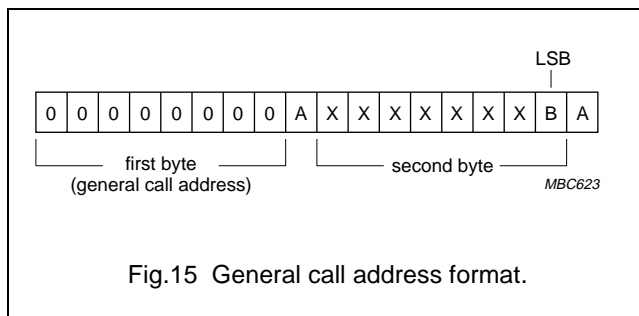 LSB
0 0 0 0 0 0 0 0 A X X X X X X X B A
first byte
(general call address)
second byte
MBC623
Fig.15 General call address format.